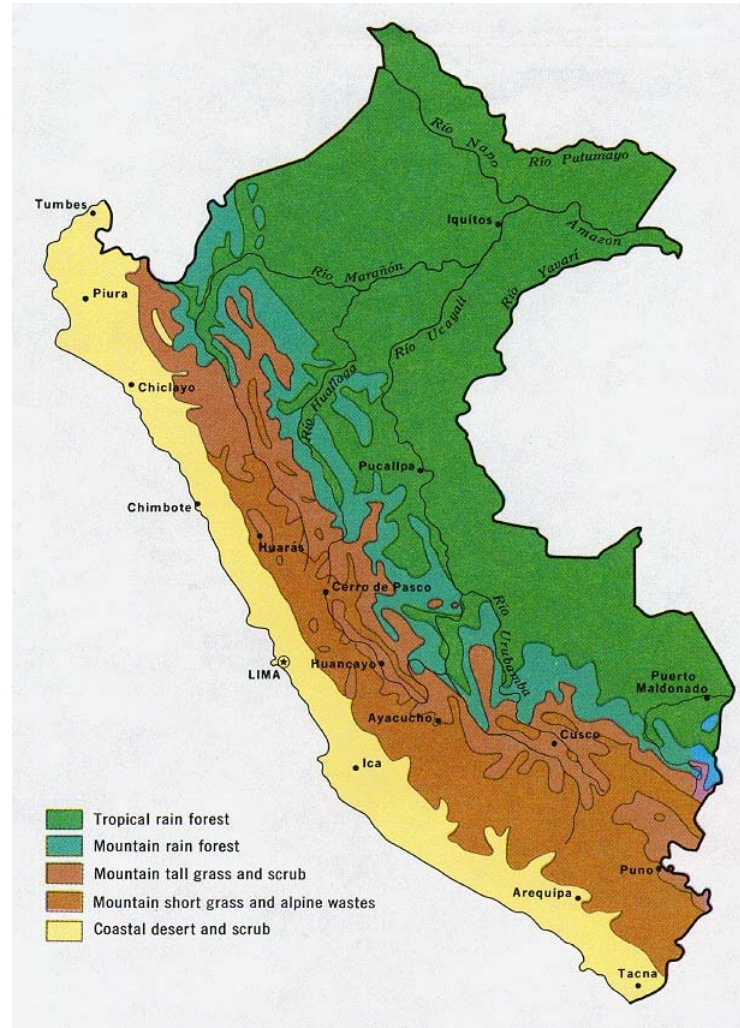 Río Napo
Río Putumayo
Tumbes
Iquitos
Amazon
Río Marañón
Río Yavarí
Piura
Río Ucayali
Chiclayo
Río Huallaga
Pucallpa
Chimbote
Huarás
Cerro de Pasco
Río Urubamba
LIMA
Huancayo
Puerto
Maldonado
Ayacucho
Cusco
Ica
Tropical rain forest
Mountain rain forest
Mountain tall grass and scrub
Puno
Mountain short grass and alpine wastes
Arequipa
Coastal desert and scrub
Tacna